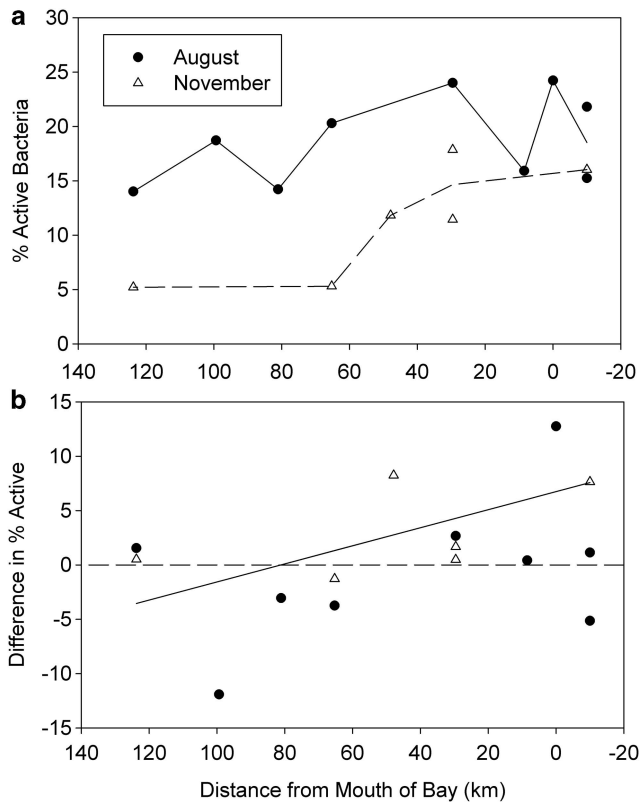 a
30
25
20
15
10
5
0
% Active Bacteria
August
November
140 120 100 80 60 40 20 0 -20
b
15
10
5
0
-5
-10
-15
Difference in % Active
140 120 100 80 60 40 20 0 -20
Distance from Mouth of Bay (km)